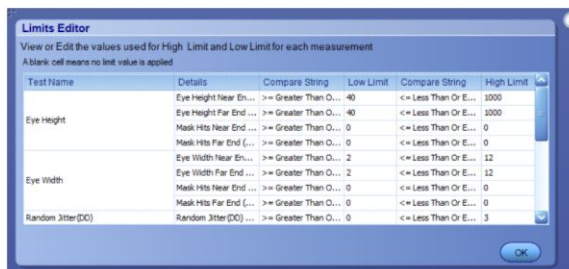 Limits Editor
View or Edit the values used for High Limit and Low Limit for each measurement
A blank cell means no limit value is applied
Test Name Details Compare String Low Limit Compare String High Limit
Eye Height
Eye Height Near En... >= Greater Than O... 40 <= Less Than Or E... 1000
Eye Height Far End ... >= Greater Than O... 40 <= Less Than Or E... 1000
Mask Hits Near End ... >= Greater Than O... 0 <= Less Than Or E... 0
Mask Hits Far End (... >= Greater Than O... 0 <= Less Than Or E... 0
Eye Width
Eye Width Near En... >= Greater Than O... 2 <= Less Than Or E... 12
Eye Width Far End ... >= Greater Than O... 2 <= Less Than Or E... 12
Mask Hits Near End ... >= Greater Than O... 0 <= Less Than Or E... 0
Mask Hits Far End (... >= Greater Than O... 0 <= Less Than Or E... 0
Random Jitter(DD) Random Jitter(DD) ... >= Greater Than O... 0 <= Less Than Or E... 3
OK